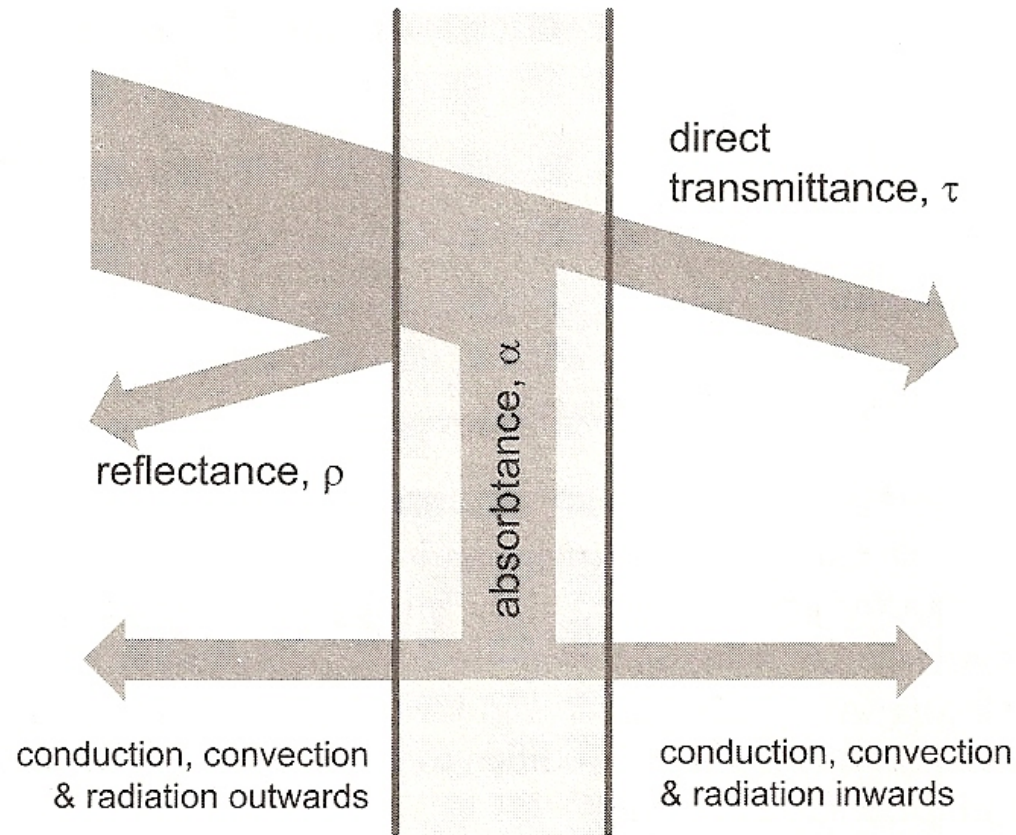 direct
transmittance, τ
reflectance, ρ
absorbtance, α
conduction, convection
& radiation outwards
conduction, convection
& radiation inwards